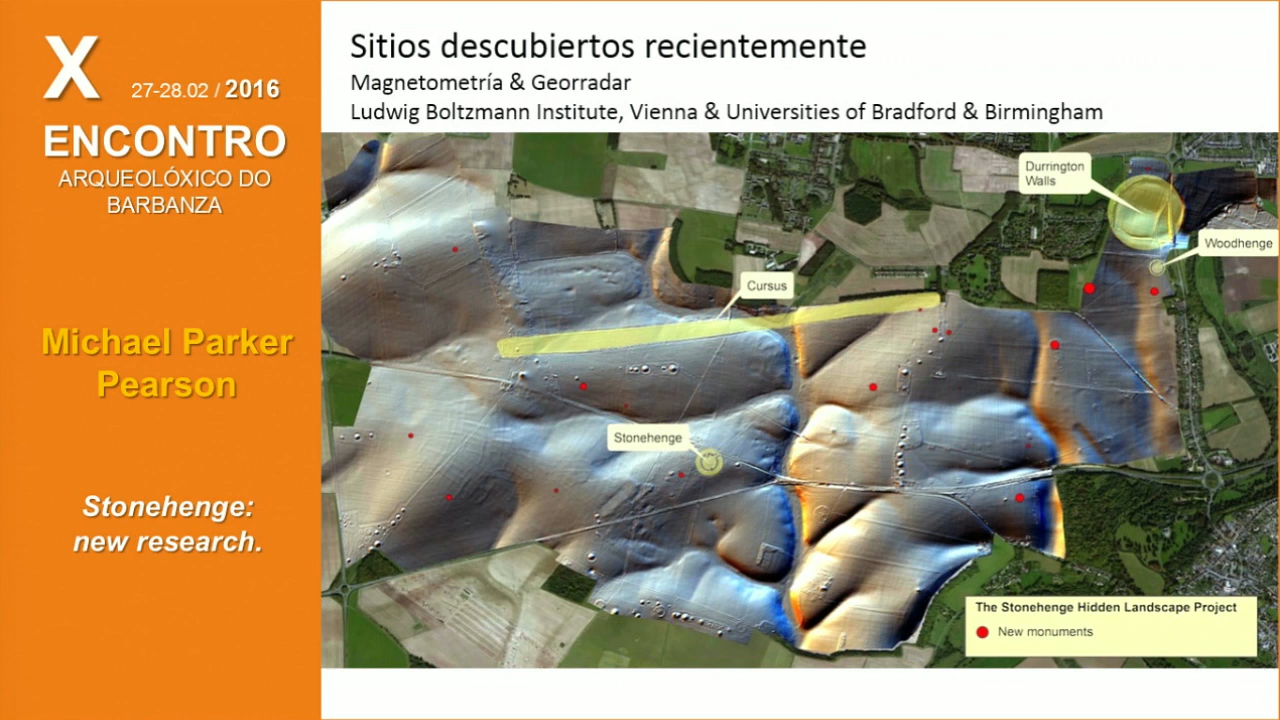 X
27-28.02 / 2016
ENCONTRO
ARQUEOLÓXICO DO
BARBANZA
Michael Parker
Pearson
Stonehenge:
new research.
Sitios descubiertos recientemente
Magnetometría & Georradar
Ludwig Boltzmann Institute, Vienna & Universities of Bradford & Birmingham
Durrington
Walls
Woodhenge
Cursus
Stonehenge
The Stonehenge Hidden Landscape Project
New monuments